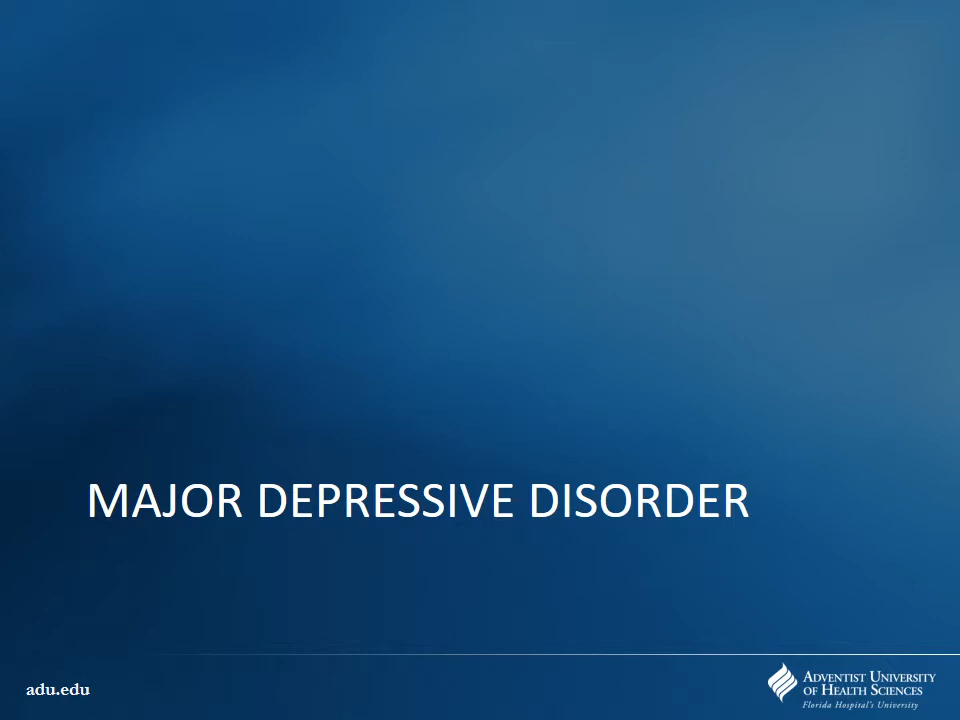 MAJOR DEPRESSIVE DISORDER
adu.edu
ADVENTIST UNIVERSITY
OF HEALTH SCIENCES
Florida Hospital's University